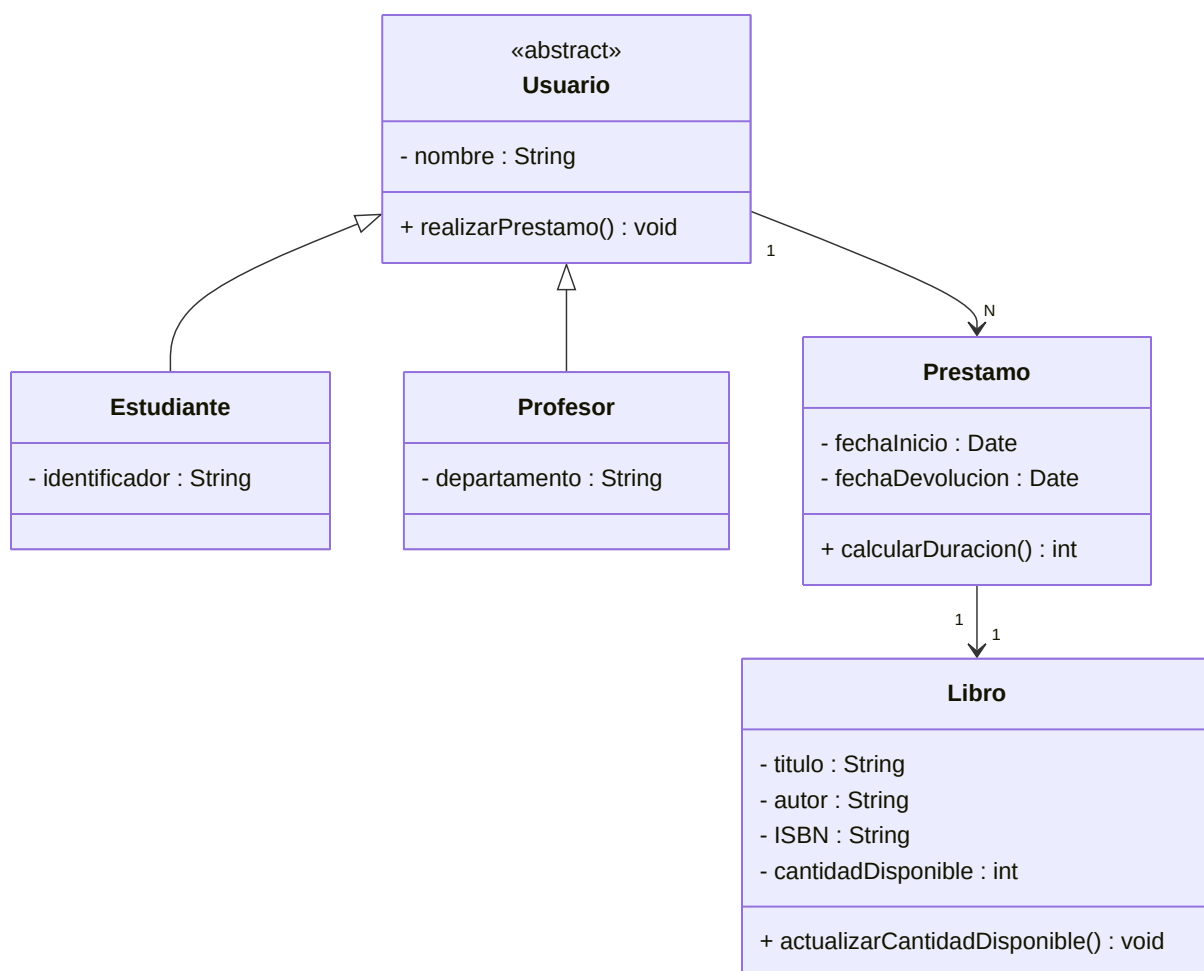 «abstract»
Usuario
- nombre : String
+ realizarPrestamo() : void
1
N
Estudiante
- identificador : String
Profesor
- departamento : String
Prestamo
- fechaInicio : Date
- fechaDevolucion : Date
+ calcularDuracion() : int
1
1
Libro
- titulo : String
- autor : String
- ISBN : String
- cantidadDisponible : int
+ actualizarCantidadDisponible() : void